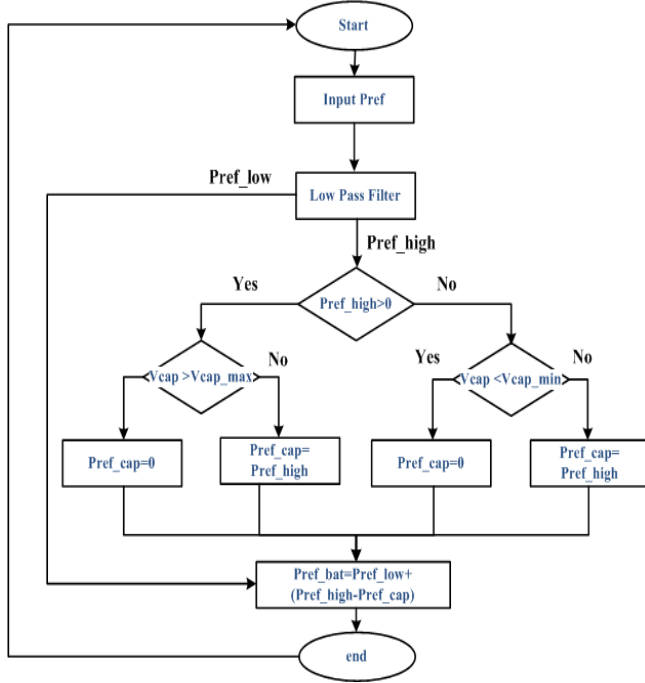 Start
Input Pref
Pref_low
Low Pass Filter
Pref_high
Yes
No
Pref_high>0
Yes
No
No
Vcap >Vcap_max
Vcap <Vcap_min
Pref_cap=0
Pref_cap=
Pref_high
Pref_cap=0
Pref_cap=
Pref_high
Pref_bat=Pref_low+
(Pref_high-Pref_cap)
end